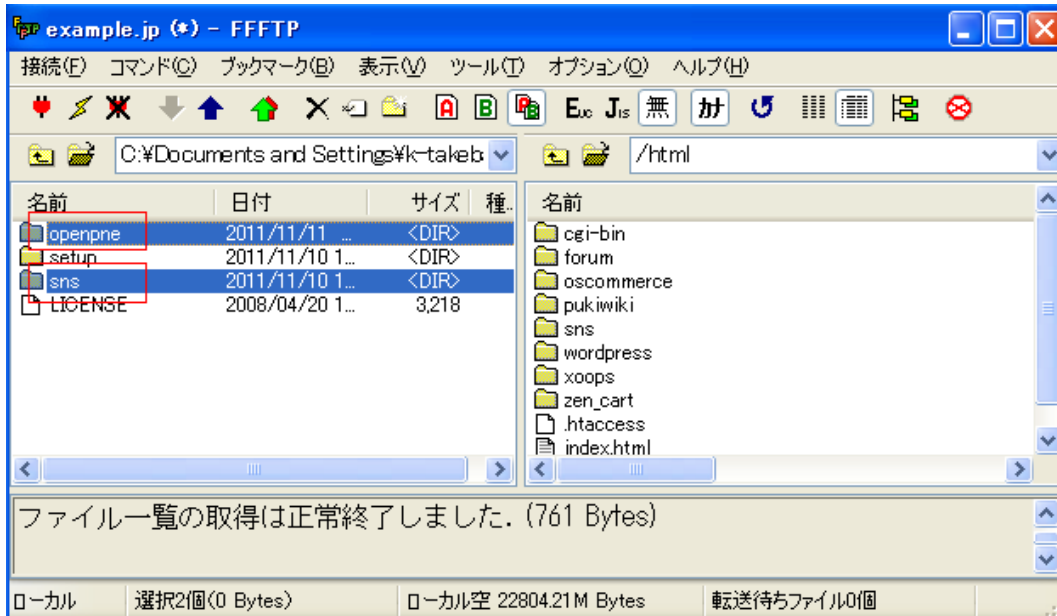 example.jp (*) - FFFTP
接続(F) コマンド(C) ブックマーク(B) 表示(V) ツール(T) オプション(O) ヘルプ(H)
A B Euc Jis 無 カナ
C:¥Documents and Settings¥k-takeb /html
名前 日付 サイズ 種.. 名前
openpne 2011/11/11 ... <DIR> cgi-bin
setup 2011/11/10 1... <DIR> forum
sns 2011/11/10 1... <DIR> oscommerce
LICENSE 2008/04/20 1... 3,218 pukiwiki
sns
wordpress
xoops
zen_cart
.htaccess
index.html
ファイル一覧の取得は正常終了しました. (761 Bytes)
ローカル 選択2個(0 Bytes) ローカル空 22804.21M Bytes 転送待ちファイル0個